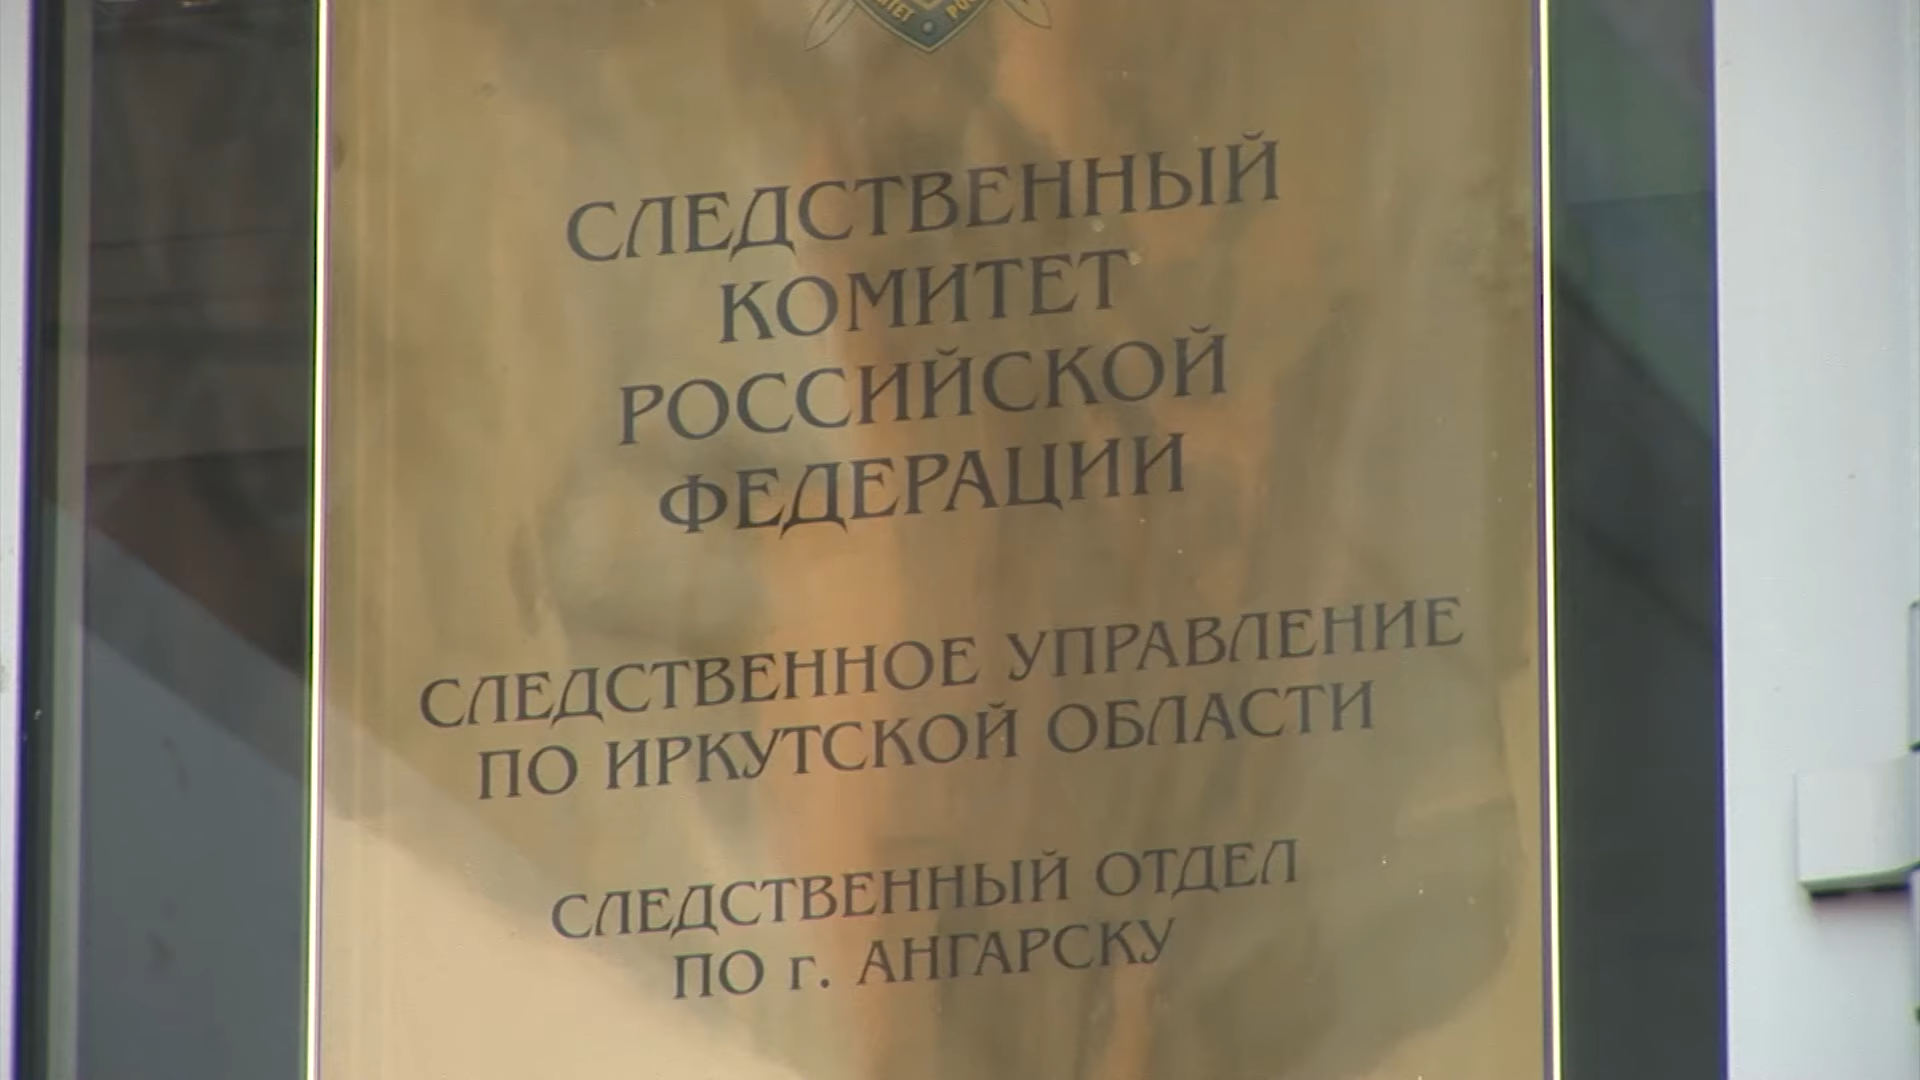 СЛЕДСТВЕННЫЙ
КОМИТЕТ
РОССИЙСКОЙ
ФЕДЕРАЦИИ
СЛЕДСТВЕННОЕ УПРАВЛЕНИЕ
ПО ИРКУТСКОЙ ОБЛАСТИ
СЛЕДСТВЕННЫЙ ОТДЕЛ
ПО г. АНГАРСКУ